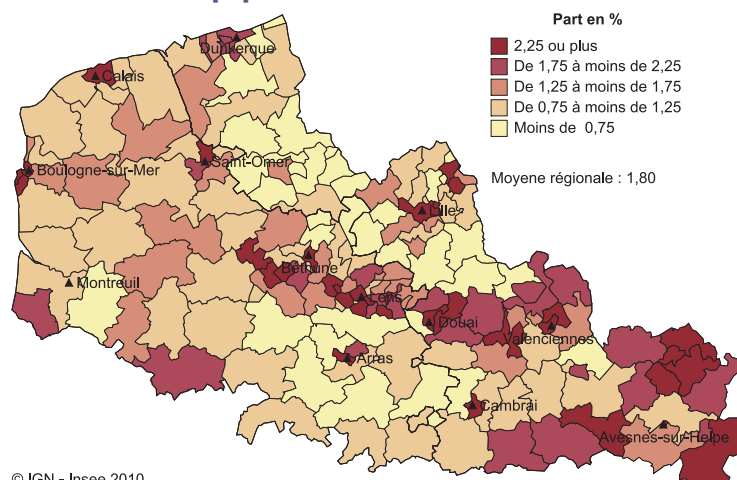 Part en %
2,25 ou plus
De 1,75 à moins de 2,25
De 1,25 à moins de 1,75
De 0,75 à moins de 1,25
Moins de 0,75
Moyene régionale : 1,80
Dunkerque
Calais
Saint-Omer
Boulogne-sur-Mer
Lille
Béthune
Montreuil
Lens
Douai
Valenciennes
Arras
Cambrai
Avesnes-sur-Helpe
© IGN - Insee 2010